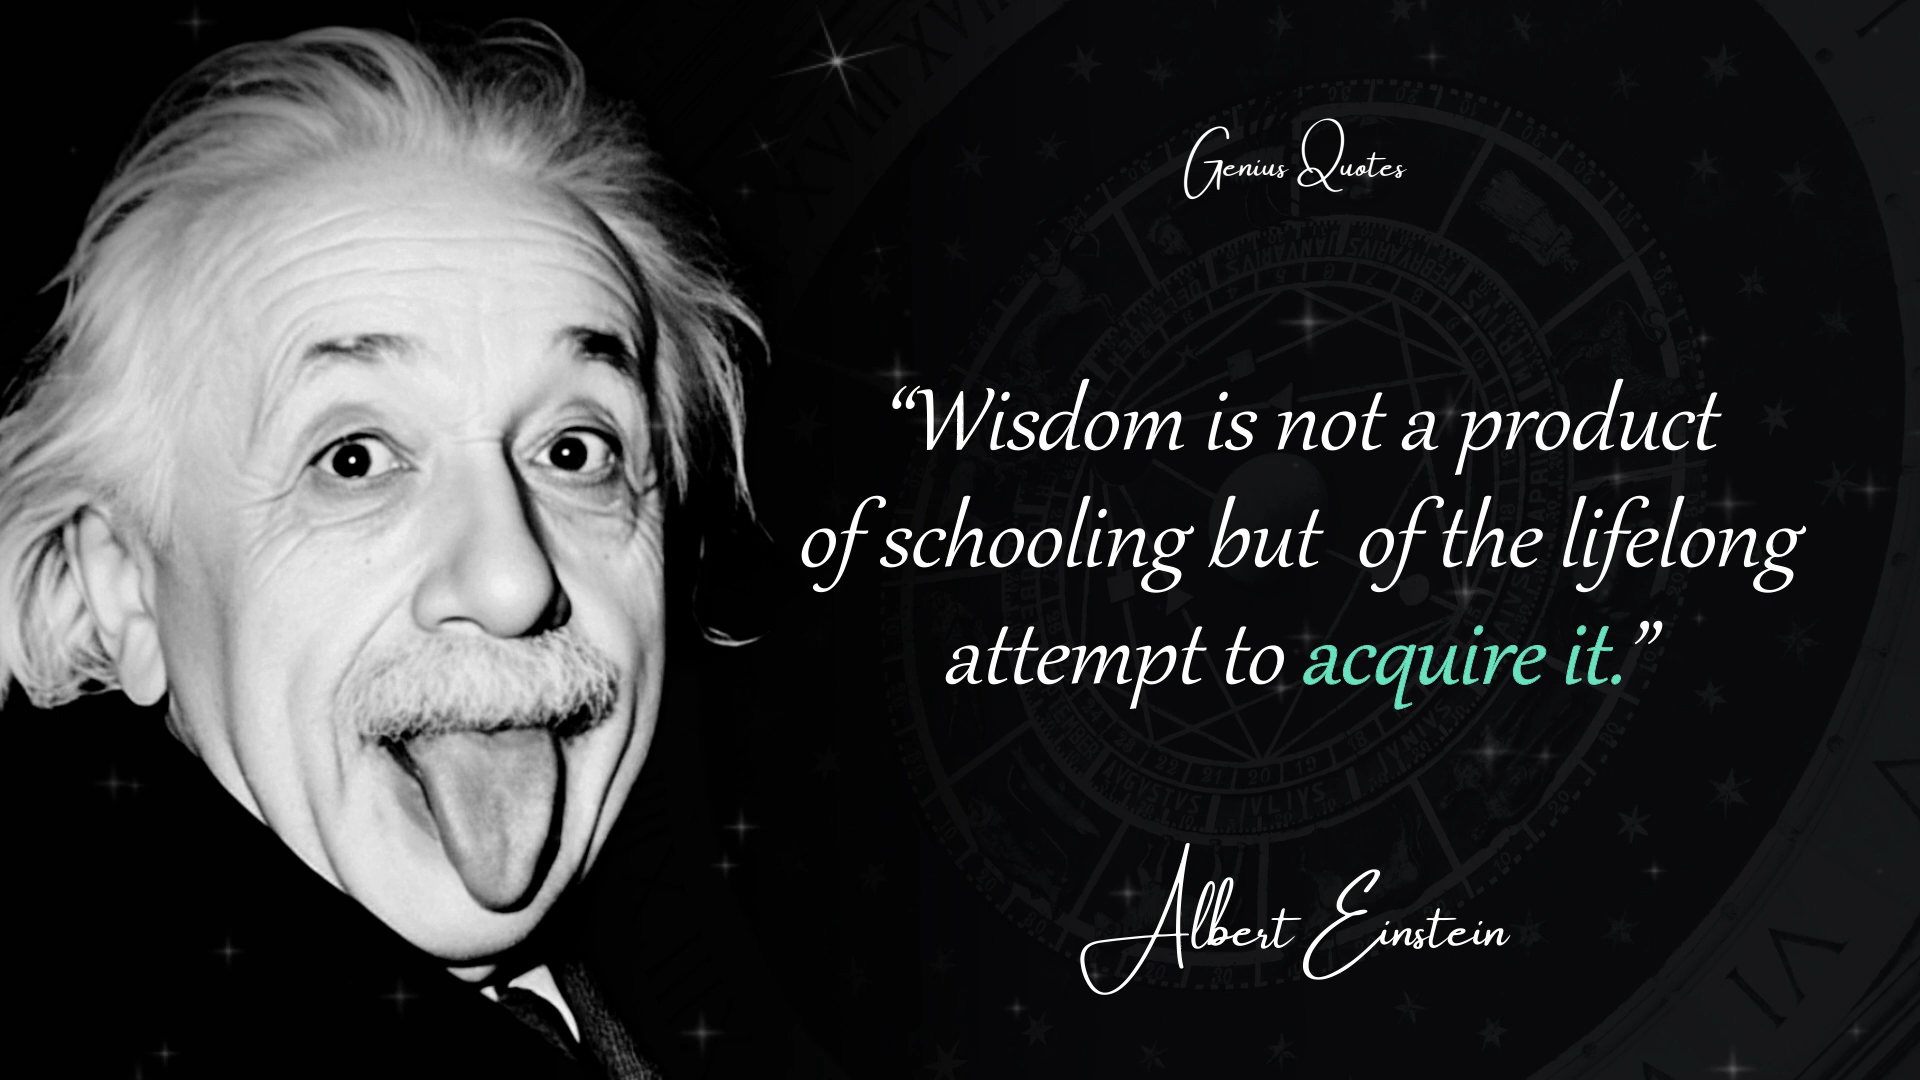 Genius Quotes
“Wisdom is not a product
of schooling but of the lifelong
attempt to acquire it.”
Albert Einstein